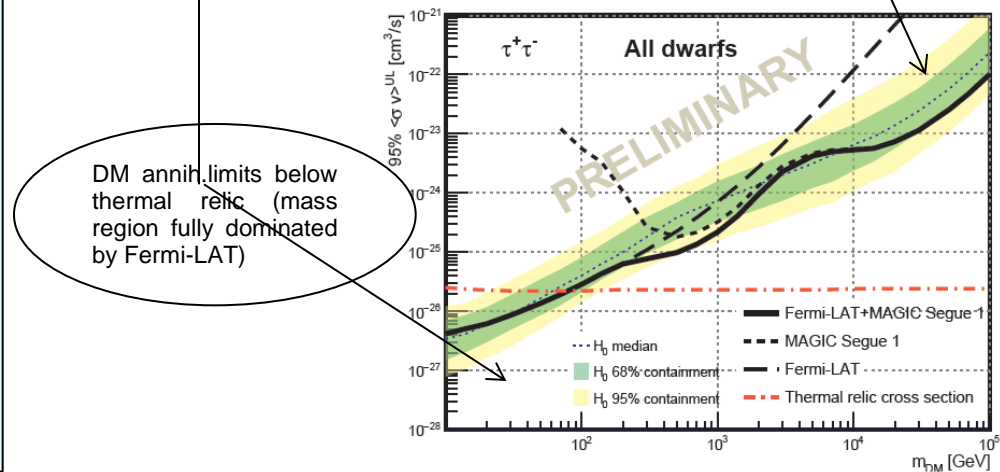 DM annih.limits below
thermal relic (mass
region fully dominated
by Fermi-LAT)
95% <σ v>ᵁᴸ [cm³/s]
10⁻²¹
10⁻²²
10⁻²³
10⁻²⁴
10⁻²⁵
10⁻²⁶
10⁻²⁷
10⁻²⁸
τ⁺τ⁻
All dwarfs
PRELIMINARY
H₀ median
H₀ 68% containment
H₀ 95% containment
Fermi-LAT+MAGIC Segue 1
MAGIC Segue 1
Fermi-LAT
Thermal relic cross section
10² 10³ 10⁴ 10⁵
m_DM [GeV]